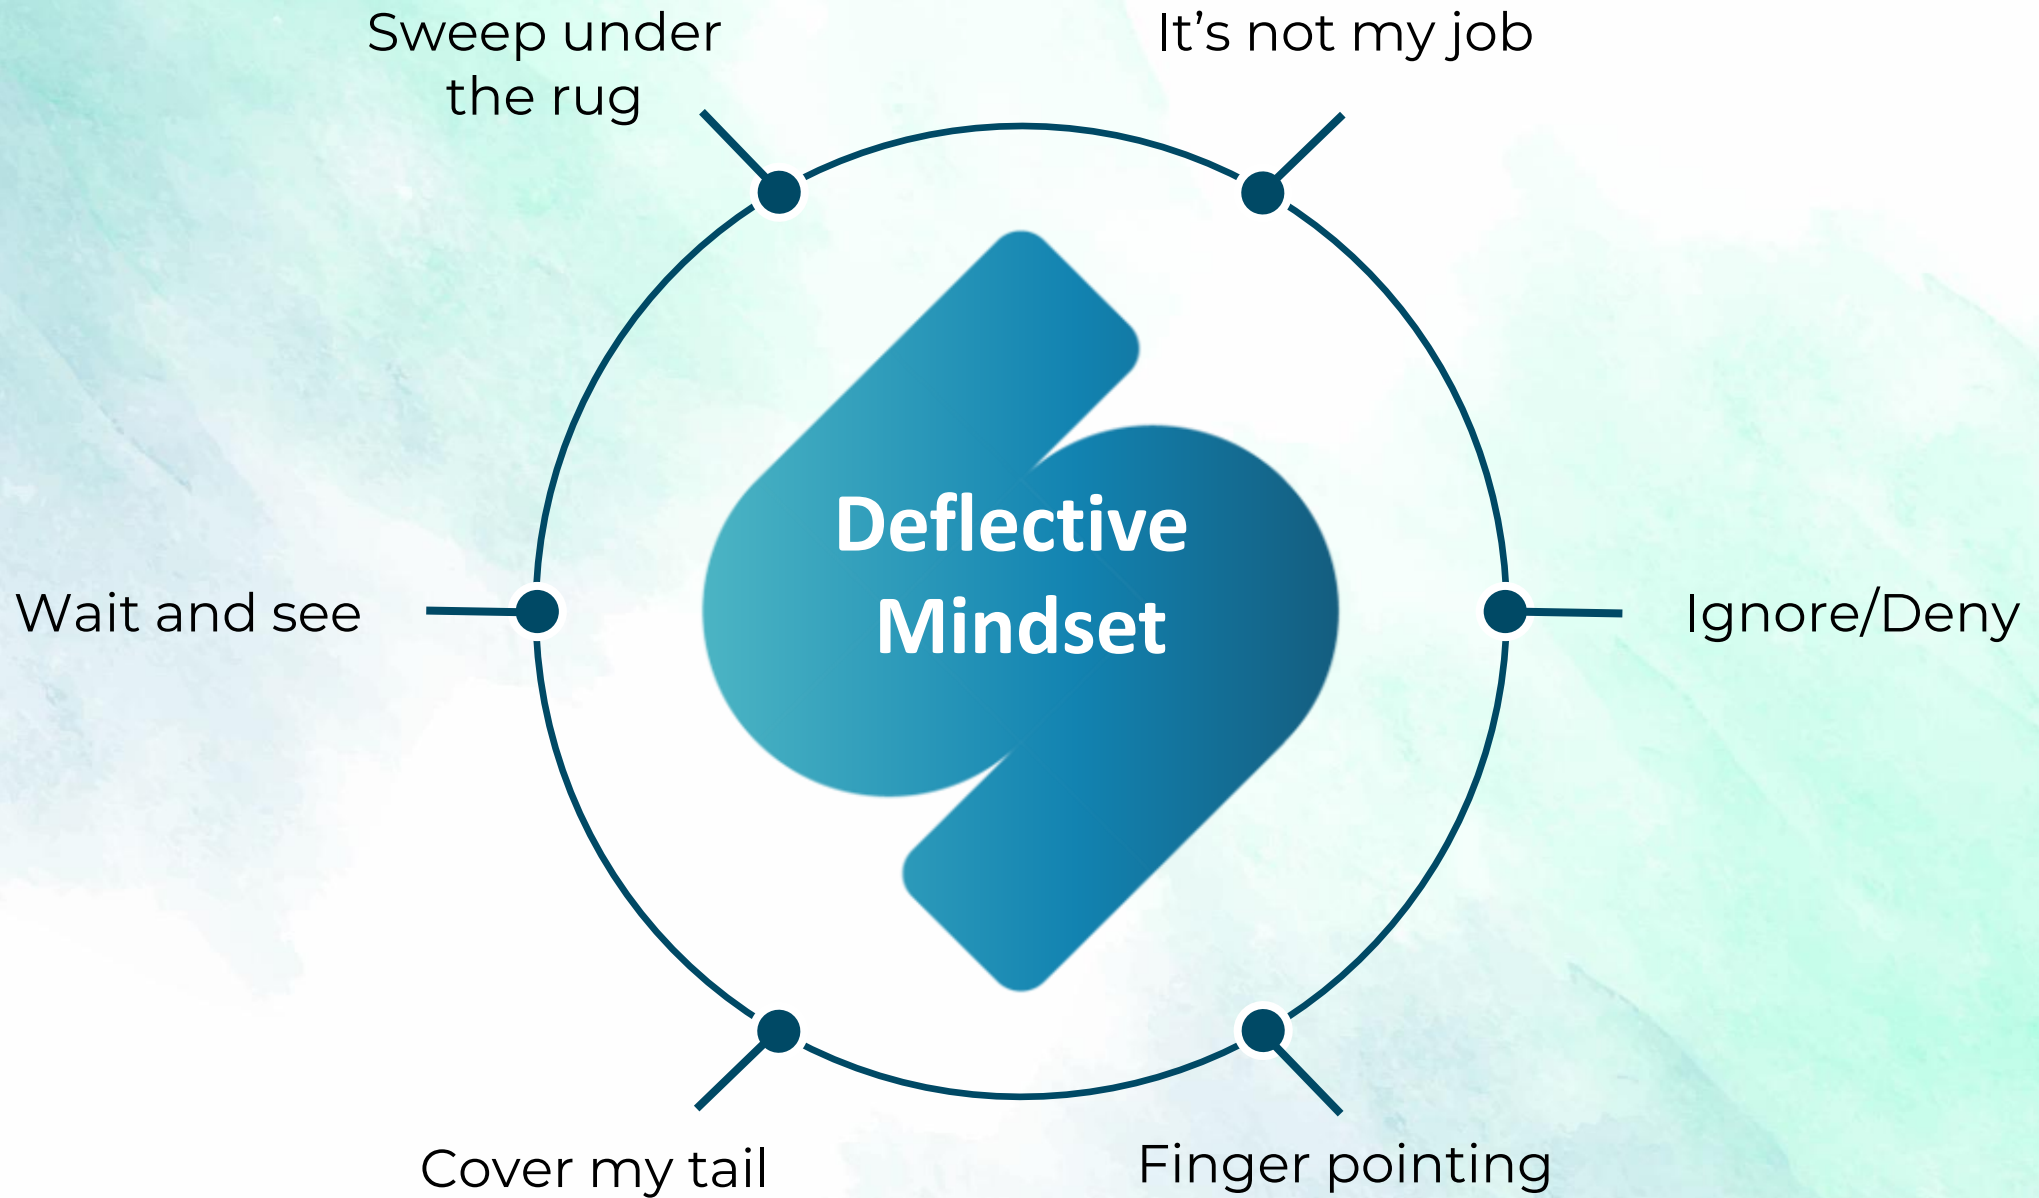 Sweep under
the rug
It’s not my job
Deflective
Mindset
Wait and see
Ignore/Deny
Cover my tail
Finger pointing